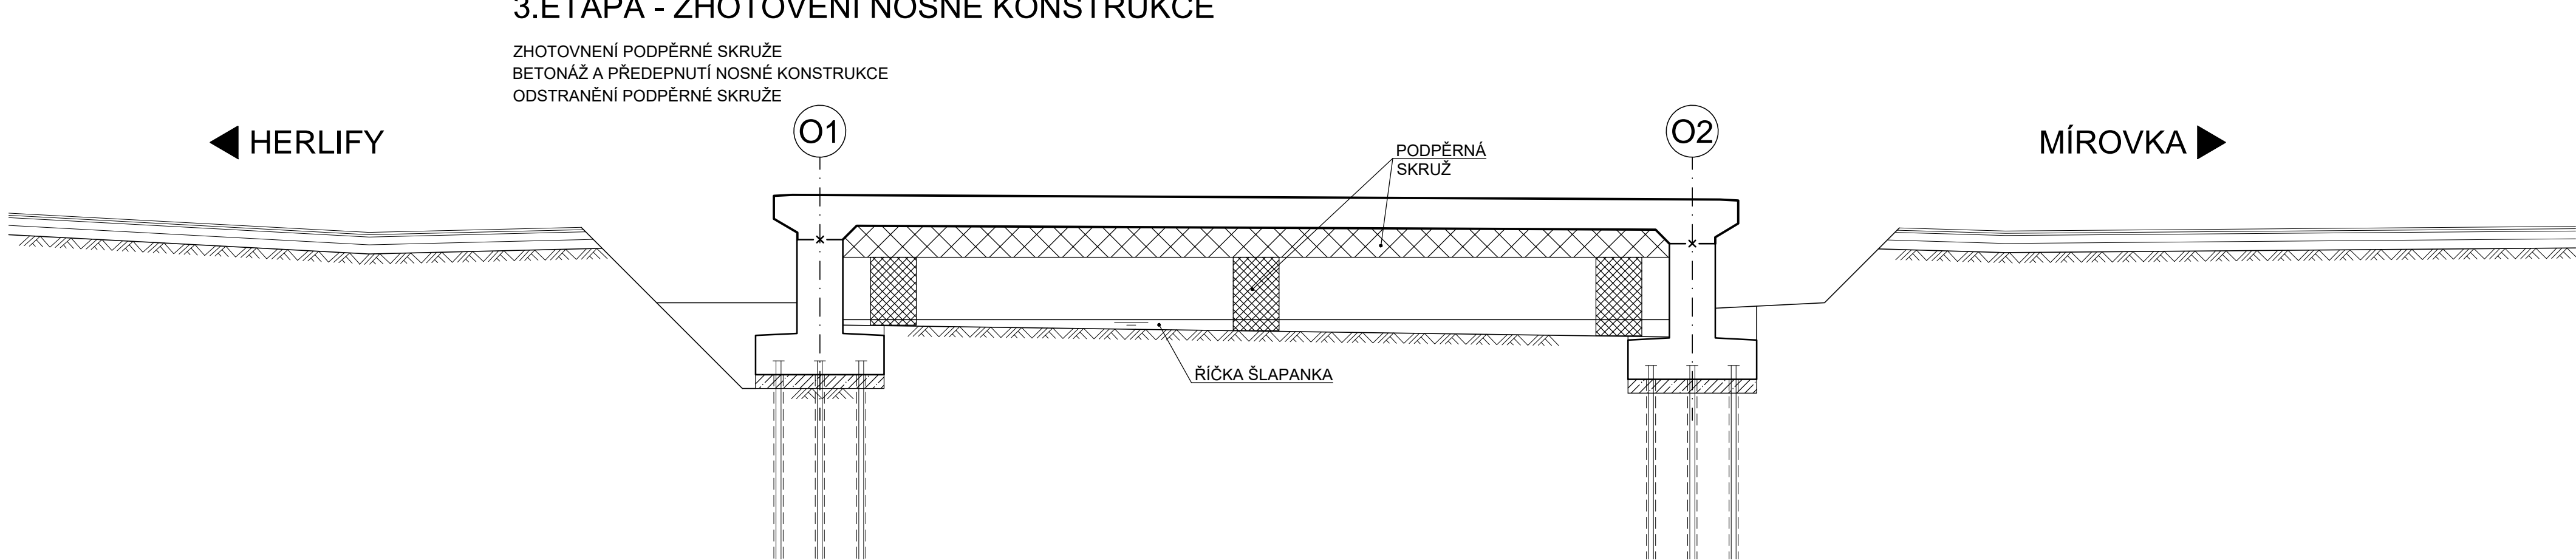 3.ETAPA - ZHOTOVENÍ NOSNÉ KONSTRUKCE
ZHOTOVNENÍ PODPĚRNÉ SKRUŽE
BETONÁŽ A PŘEDEPNUTÍ NOSNÉ KONSTRUKCE
ODSTRANĚNÍ PODPĚRNÉ SKRUŽE
HERLIFY
O1
O2
MÍROVKA
PODPĚRNÁ
SKRUŽ
ŘÍČKA ŠLAPANKA